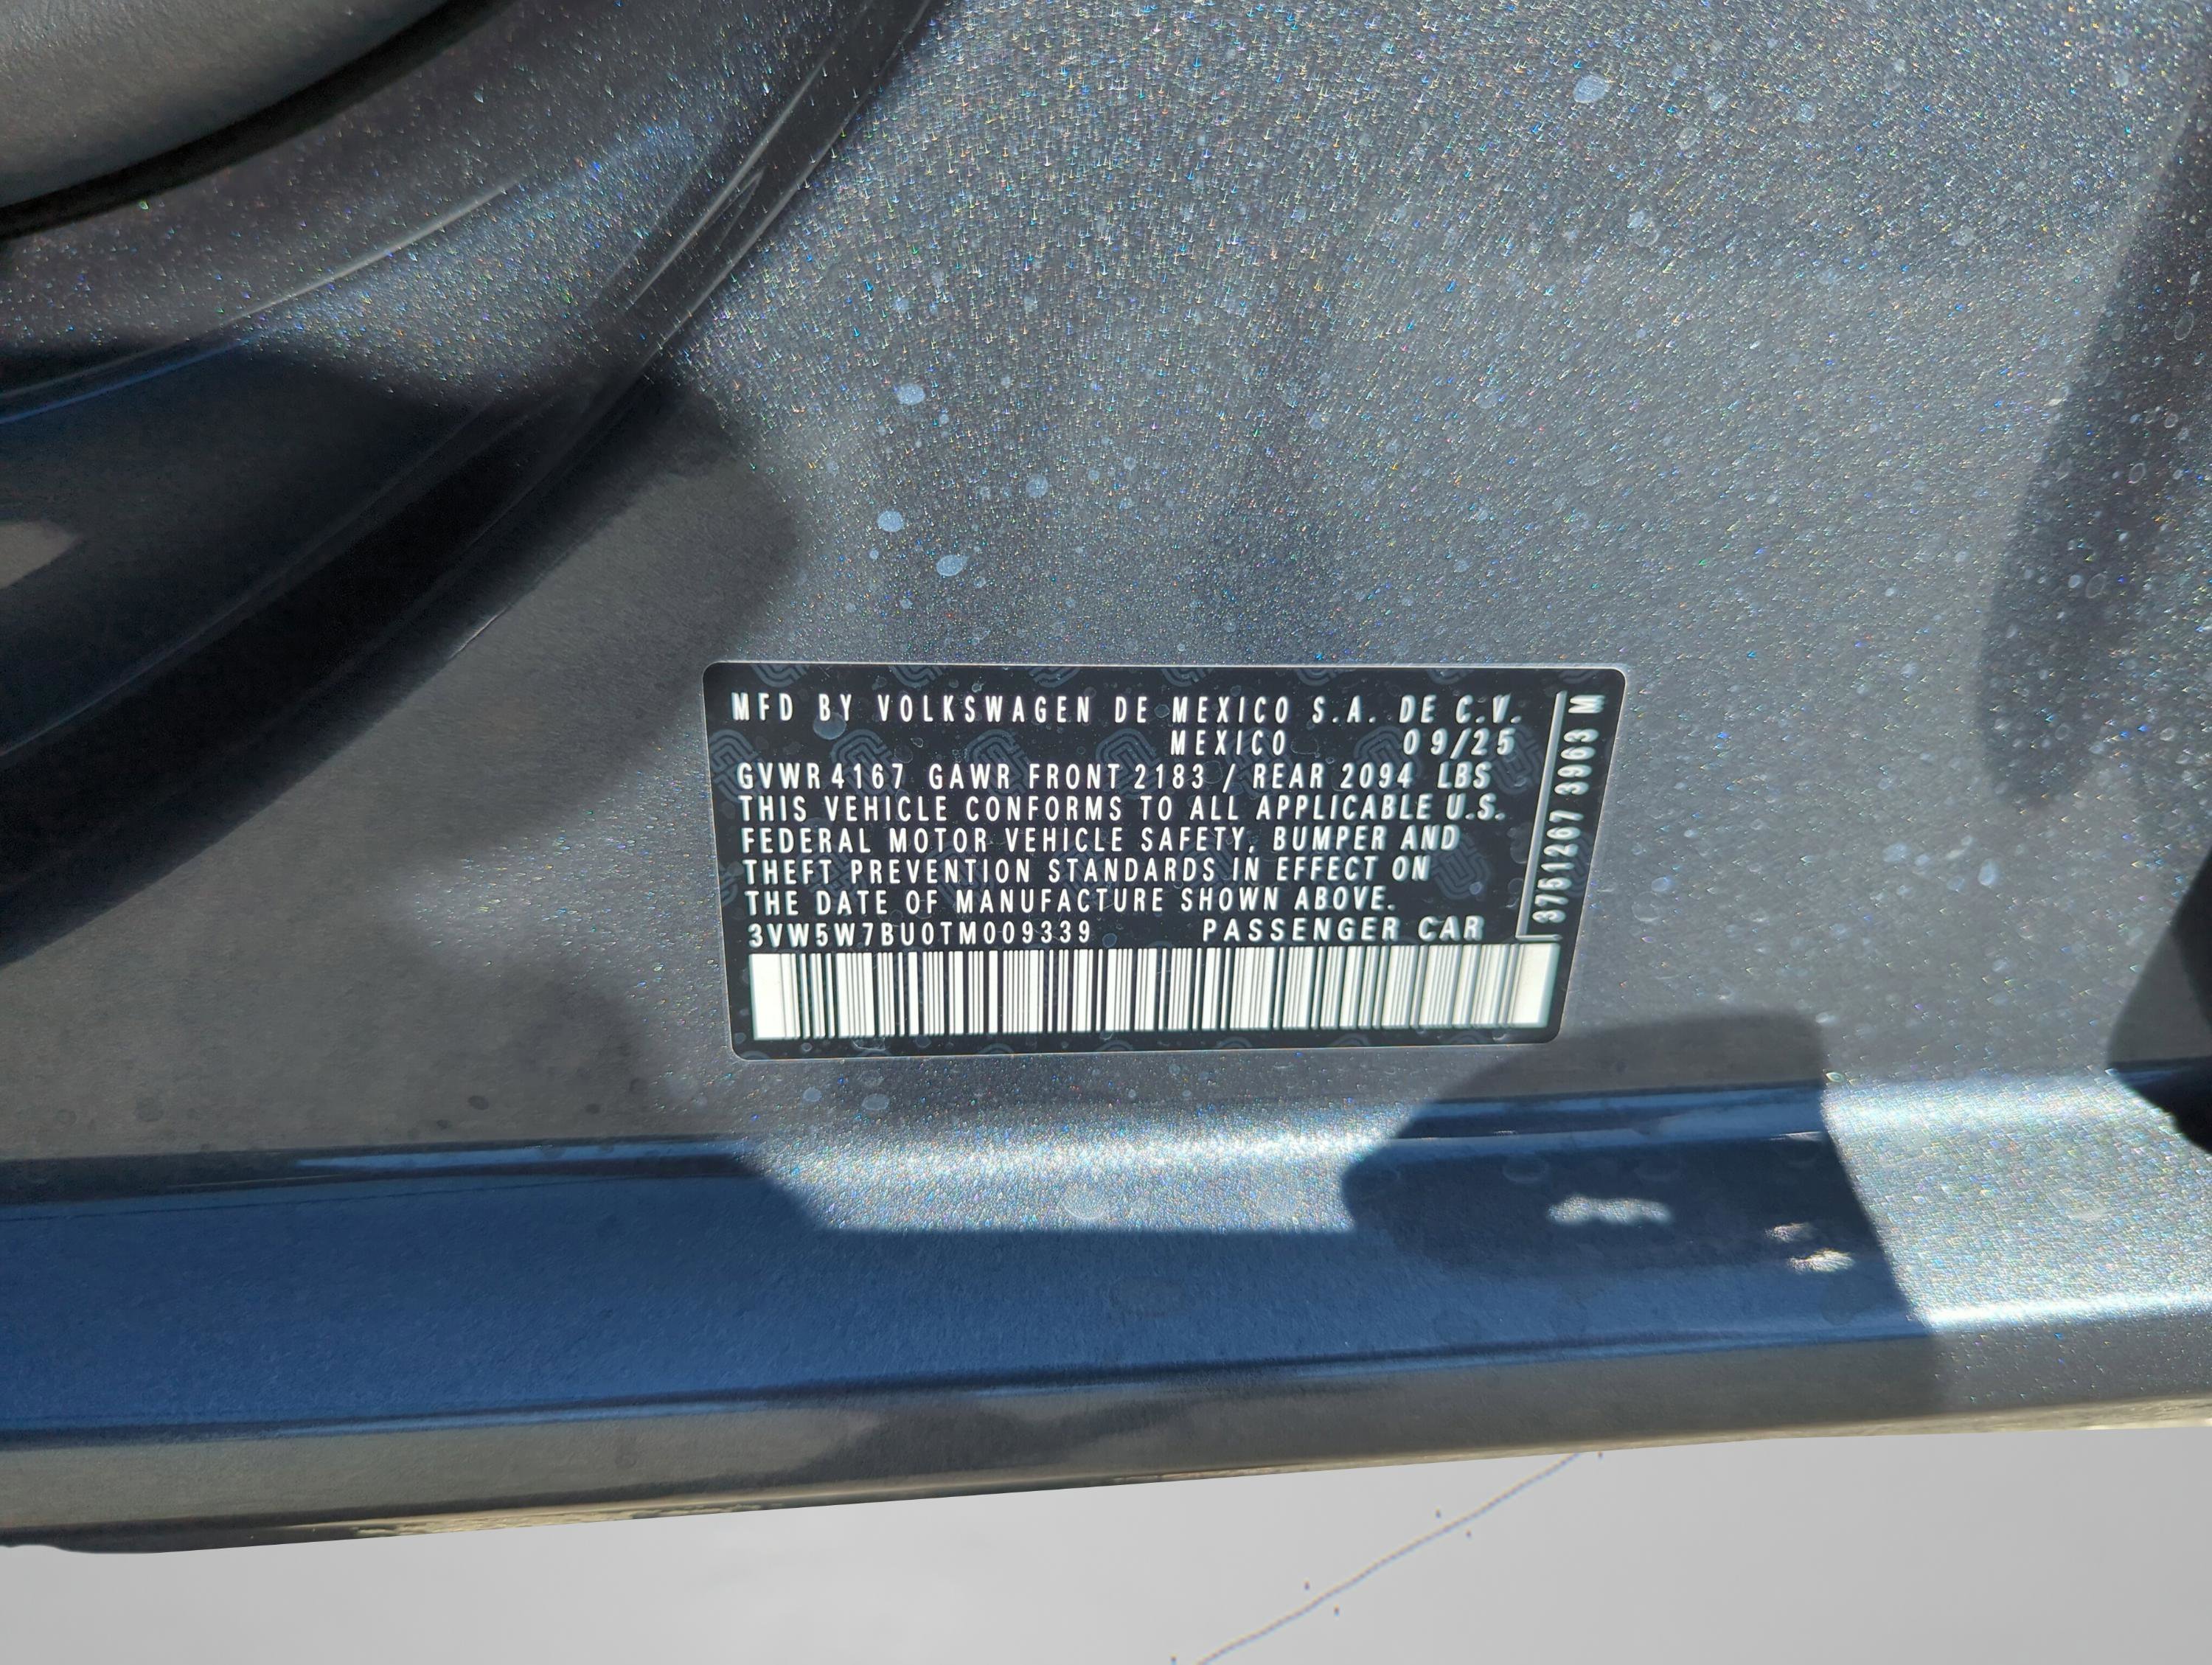 MFD BY VOLKSWAGEN DE MEXICO S.A. DE C.V.
MEXICO 09/25
GVWR 4167 GAWR FRONT 2183 / REAR 2094 LBS
THIS VEHICLE CONFORMS TO ALL APPLICABLE U.S.
FEDERAL MOTOR VEHICLE SAFETY, BUMPER AND
THEFT PREVENTION STANDARDS IN EFFECT ON
THE DATE OF MANUFACTURE SHOWN ABOVE.
3VW5W7BU0TM009339 PASSENGER CAR
3751267 3963 M